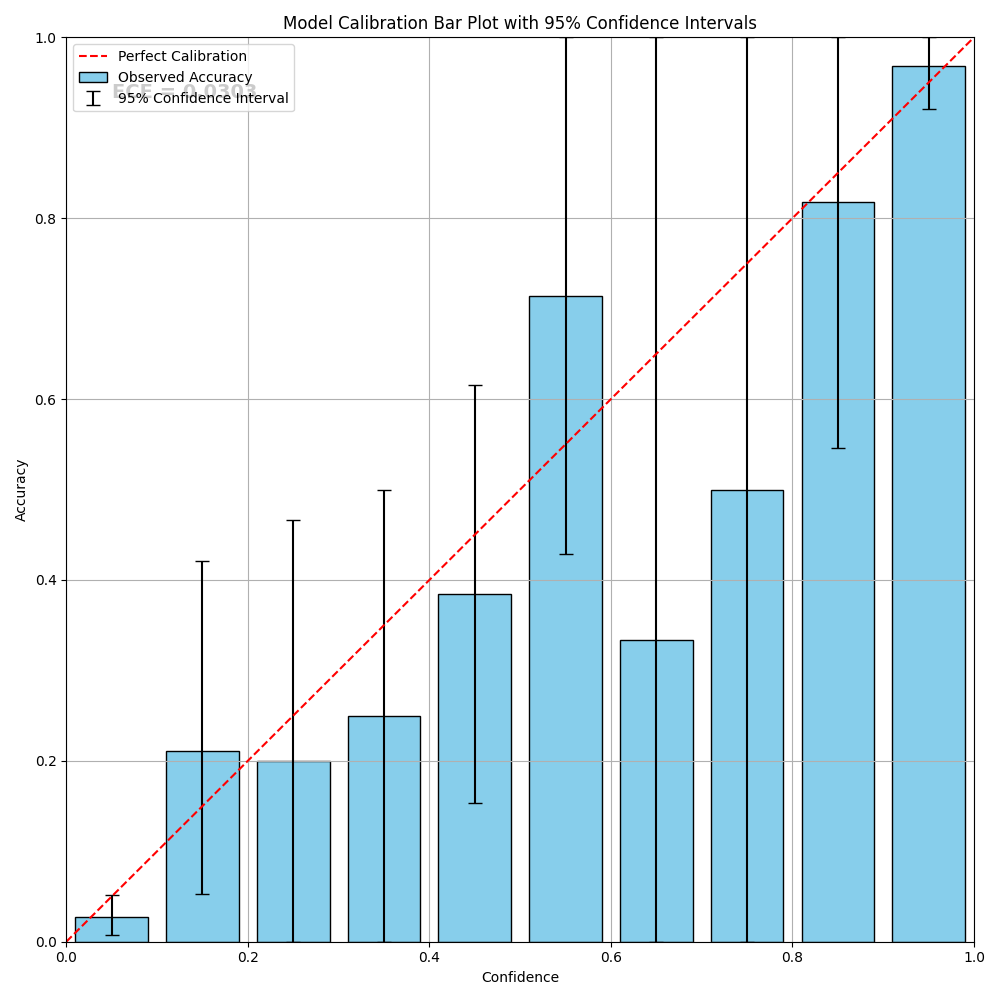 Model Calibration Bar Plot with 95% Confidence Intervals
Perfect Calibration
Observed Accuracy
95% Confidence Interval
ECE = 0.0303
Accuracy
1.0
0.8
0.6
0.4
0.2
0.0
0.0 0.2 0.4 0.6 0.8 1.0
Confidence